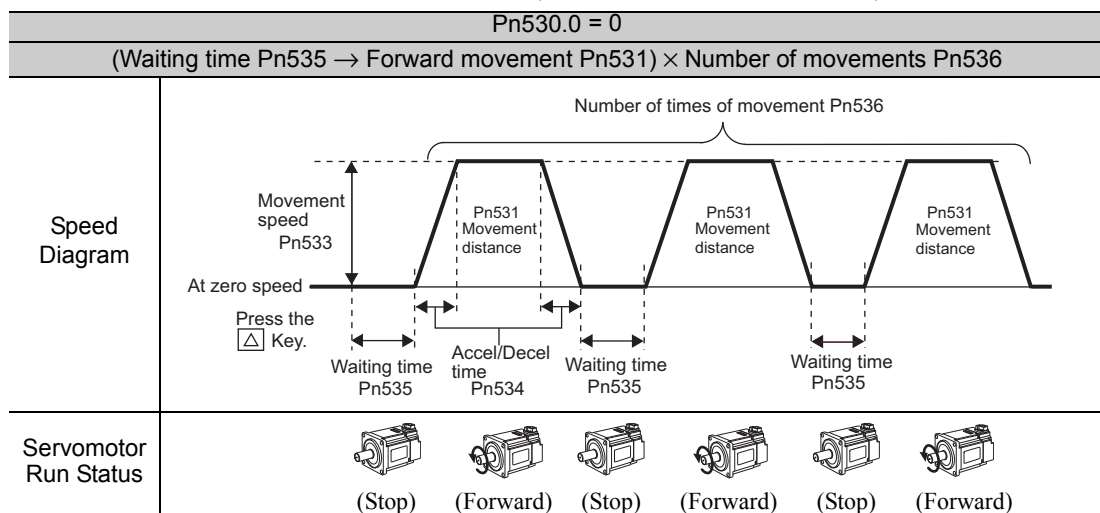 Pn530.0 = 0
(Waiting time Pn535 → Forward movement Pn531) × Number of movements Pn536
Speed
Diagram
Number of times of movement Pn536
Movement
speed
Pn533
Pn531
Movement
distance
Pn531
Movement
distance
Pn531
Movement
distance
At zero speed
Press the
△ Key.
Waiting time
Pn535
Accel/Decel
time
Pn534
Waiting time
Pn535
Waiting time
Pn535
Servomotor
Run Status
(Stop) (Forward) (Stop) (Forward) (Stop) (Forward)